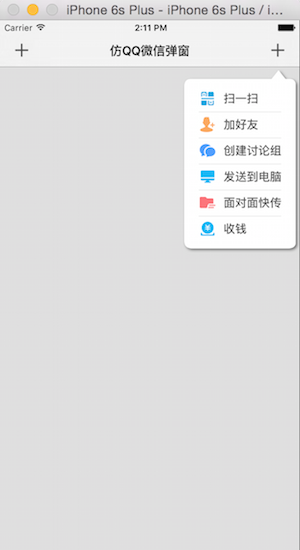 iPhone 6s Plus - iPhone 6s Plus / i...
Carrier 2:11 PM
仿QQ微信弹窗
扫一扫
加好友
创建讨论组
发送到电脑
面对面快传
收钱